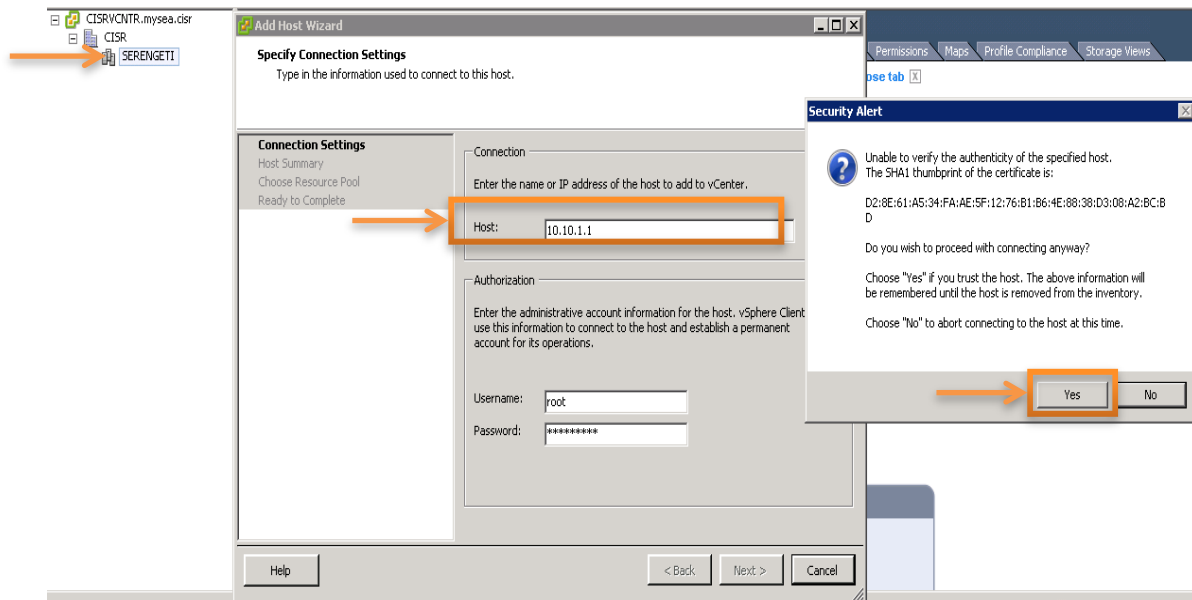 CISRVCNTR.mysea.cisr
CISR
SERENGETI
Add Host Wizard
Specify Connection Settings
Type in the information used to connect to this host.
Connection Settings
Host Summary
Choose Resource Pool
Ready to Complete
Connection
Enter the name or IP address of the host to add to vCenter.
Host:
10.10.1.1
Authorization
Enter the administrative account information for the host. vSphere Client
use this information to connect to the host and establish a permanent
account for its operations.
Username:
root
Password:
*********
Help
< Back
Next >
Cancel
Permissions
Maps
Profile Compliance
Storage Views
ose tab
Security Alert
Unable to verify the authenticity of the specified host.
The SHA1 thumbprint of the certificate is:
D2:8E:61:A5:34:FA:AE:5F:12:76:B1:B6:4E:88:38:D3:08:A2:BC:B
D
Do you wish to proceed with connecting anyway?
Choose "Yes" if you trust the host. The above information will
be remembered until the host is removed from the inventory.
Choose "No" to abort connecting to the host at this time.
Yes
No